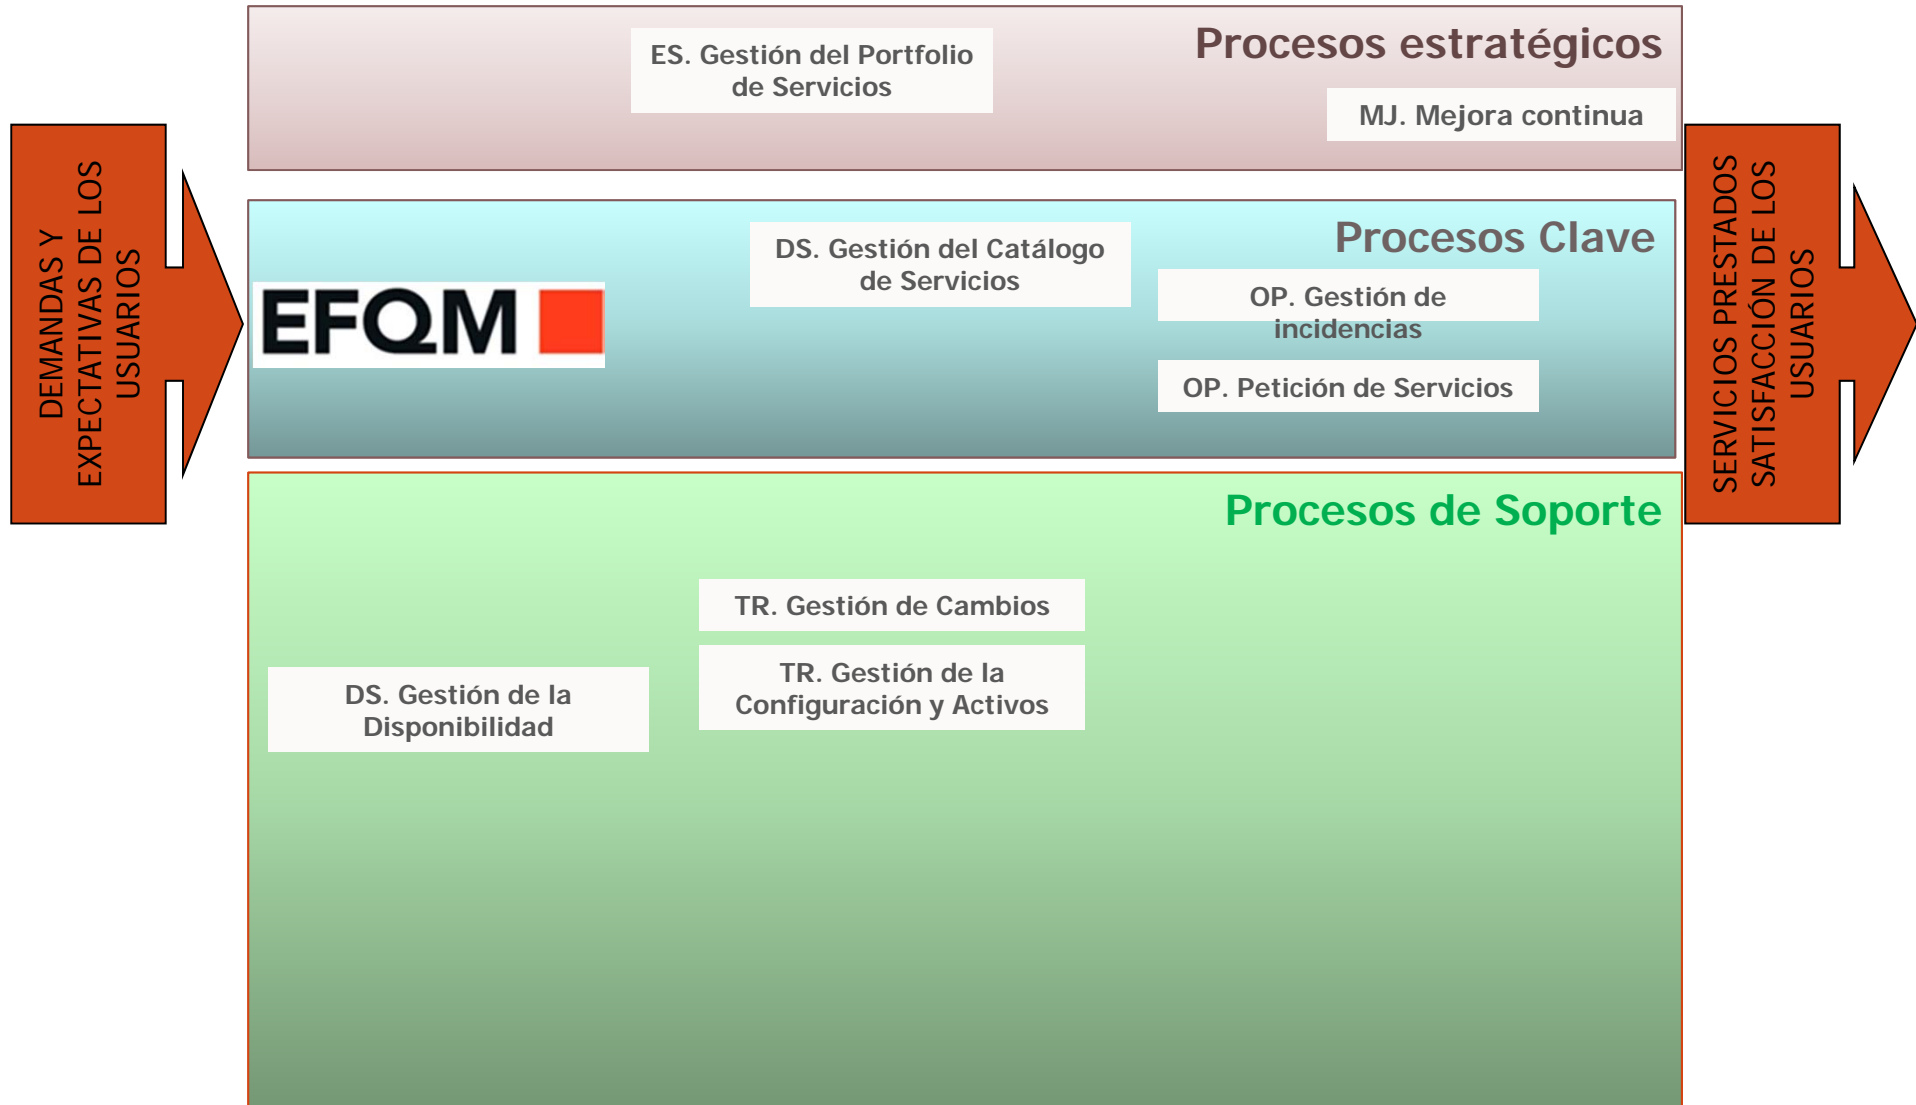 Procesos estratégicos
ES. Gestión del Portfolio
de Servicios
MJ. Mejora continua
DEMANDAS Y
EXPECTATIVAS DE LOS
USUARIOS
Procesos Clave
DS. Gestión del Catálogo
de Servicios
EFQM
OP. Gestión de
incidencias
OP. Petición de Servicios
SERVICIOS PRESTADOS
SATISFACCIÓN DE LOS
USUARIOS
Procesos de Soporte
TR. Gestión de Cambios
TR. Gestión de la
Configuración y Activos
DS. Gestión de la
Disponibilidad